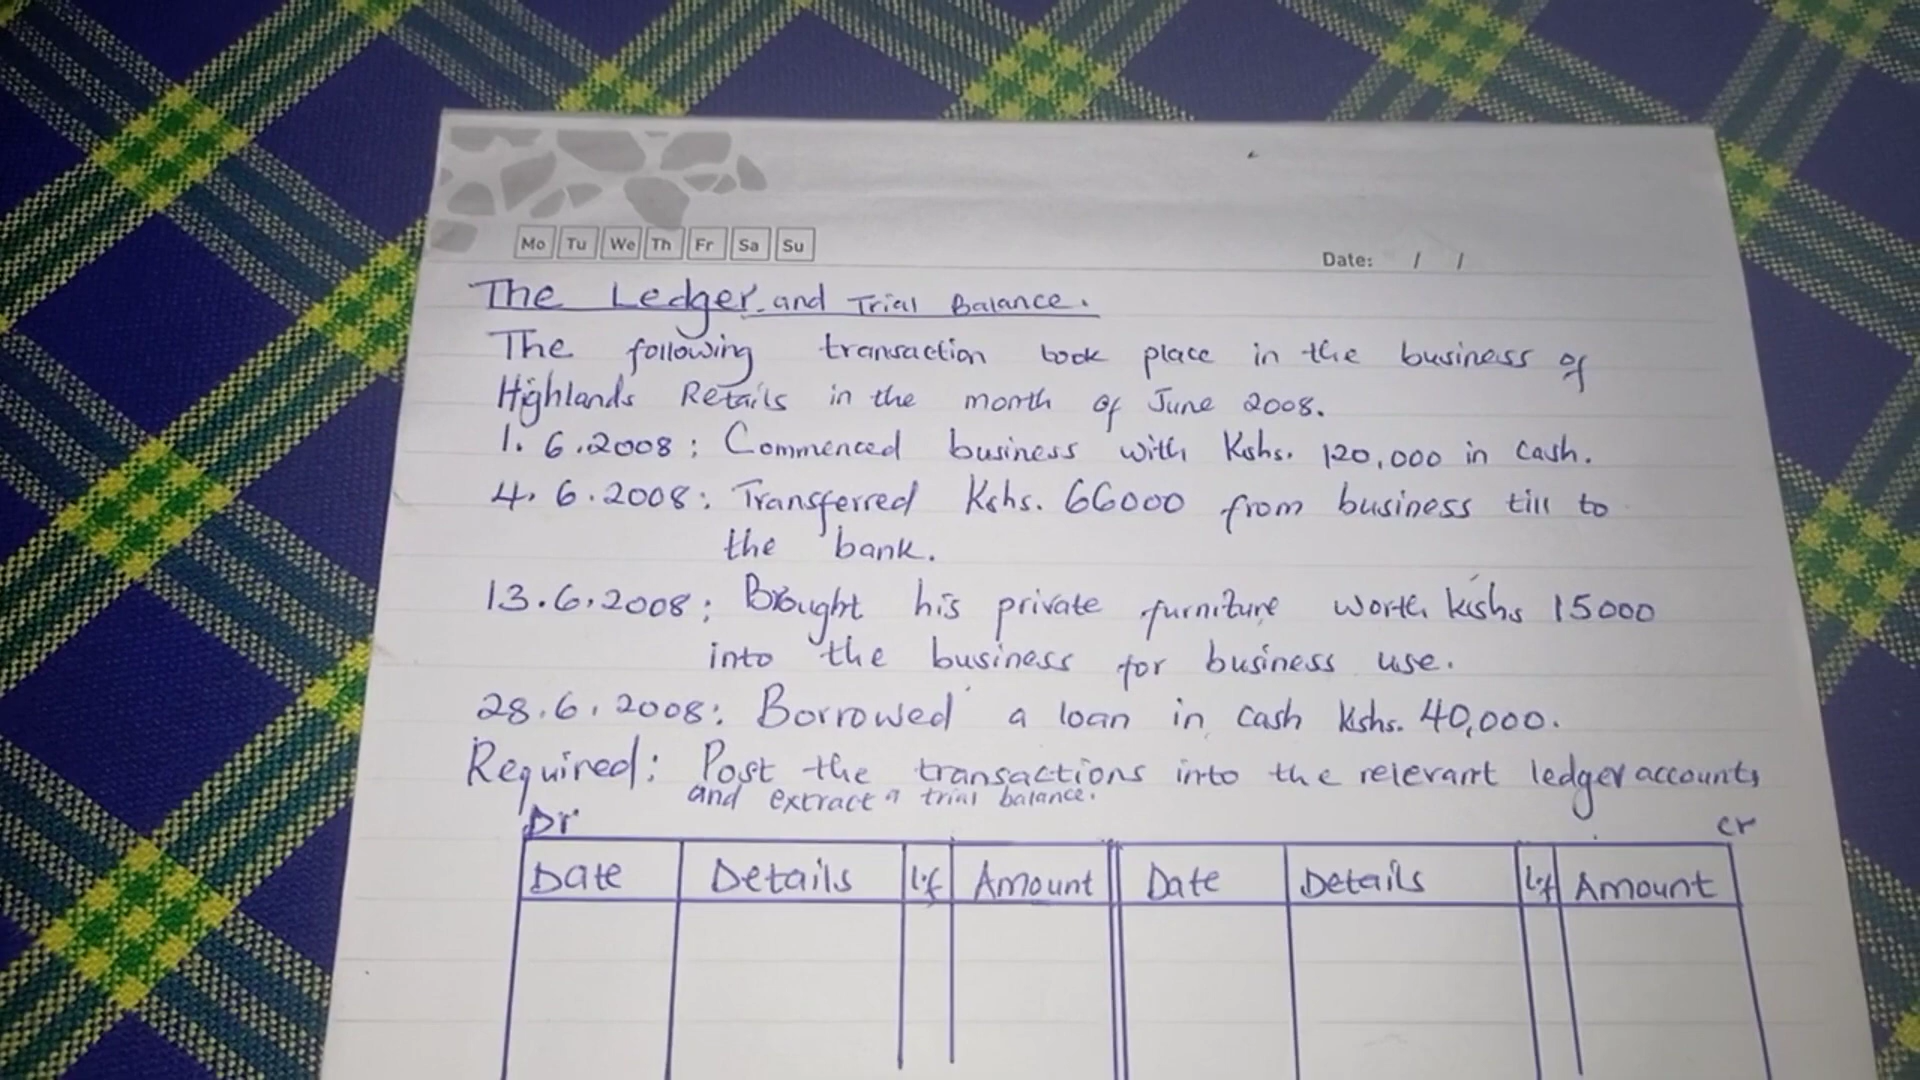 Mo Tu We Th Fr Sa Su
Date: / /
The Ledger and Trial Balance.
The following transaction took place in the business of
Highlands Retails in the month of June 2008.
1. 6.2008: Commenced business with Kshs. 120,000 in cash.
4. 6.2008: Transferred Kshs. 66000 from business till to
the bank.
13.6.2008: Brought his private furniture worth Kshs 15000
into the business for business use.
28.6.2008: Borrowed a loan in cash Kshs. 40,000.
Required: Post the transactions into the relevant ledger accounts
and extract a trial balance.
Dr Cr
Date Details L.f Amount Date Details L.f Amount